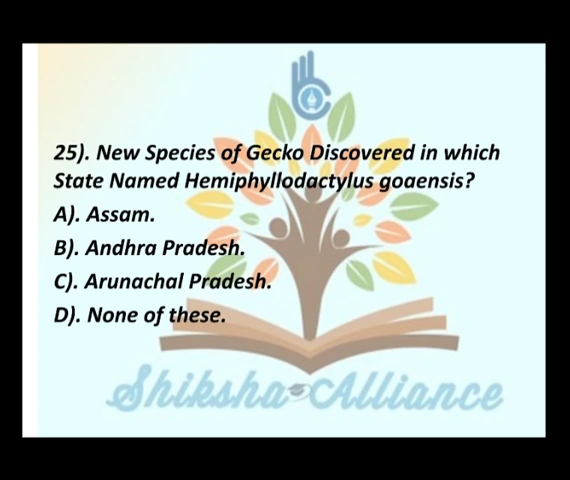 25). New Species of Gecko Discovered in which
State Named Hemiphyllodactylus goaensis?
A). Assam.
B). Andhra Pradesh.
C). Arunachal Pradesh.
D). None of these.
Shiksha Alliance